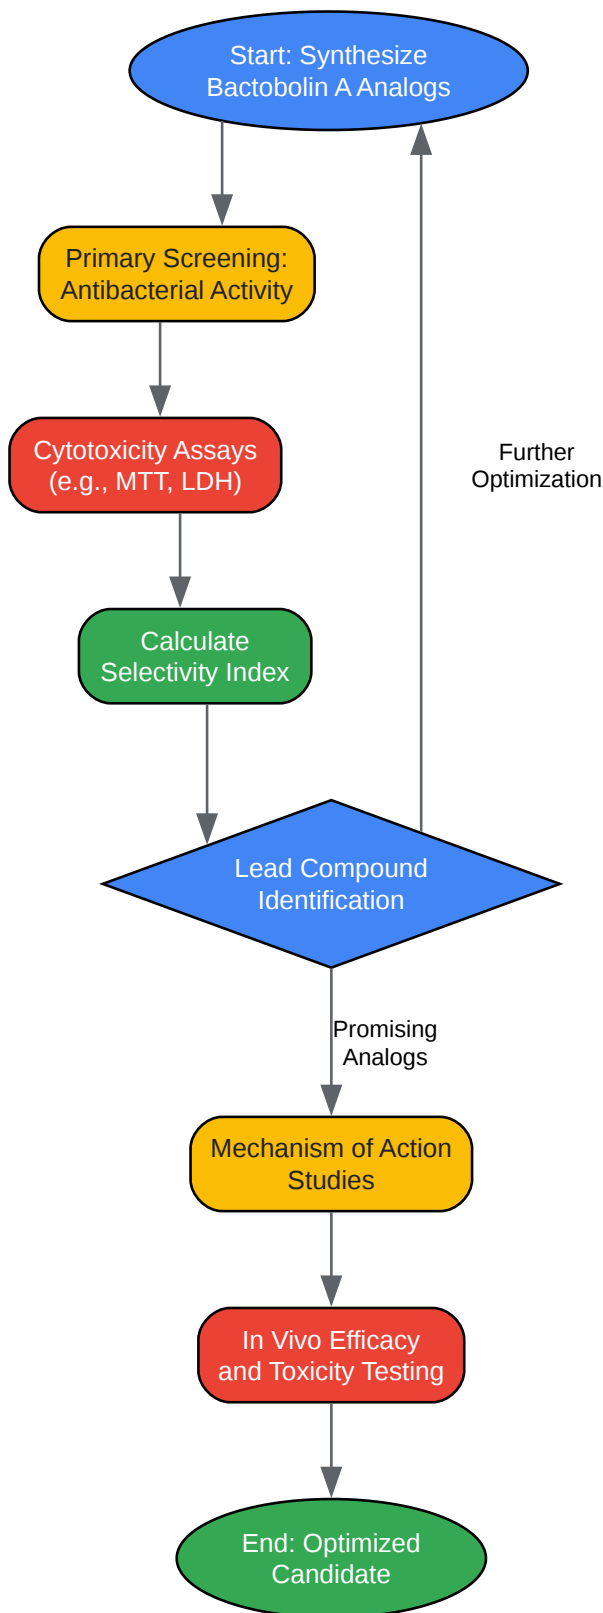 Start: Synthesize
Bactobolin A Analogs
Primary Screening:
Antibacterial Activity
Cytotoxicity Assays
(e.g., MTT, LDH)
Further
Optimization
Calculate
Selectivity Index
Lead Compound
Identification
Promising
Analogs
Mechanism of Action
Studies
In Vivo Efficacy
and Toxicity Testing
End: Optimized
Candidate